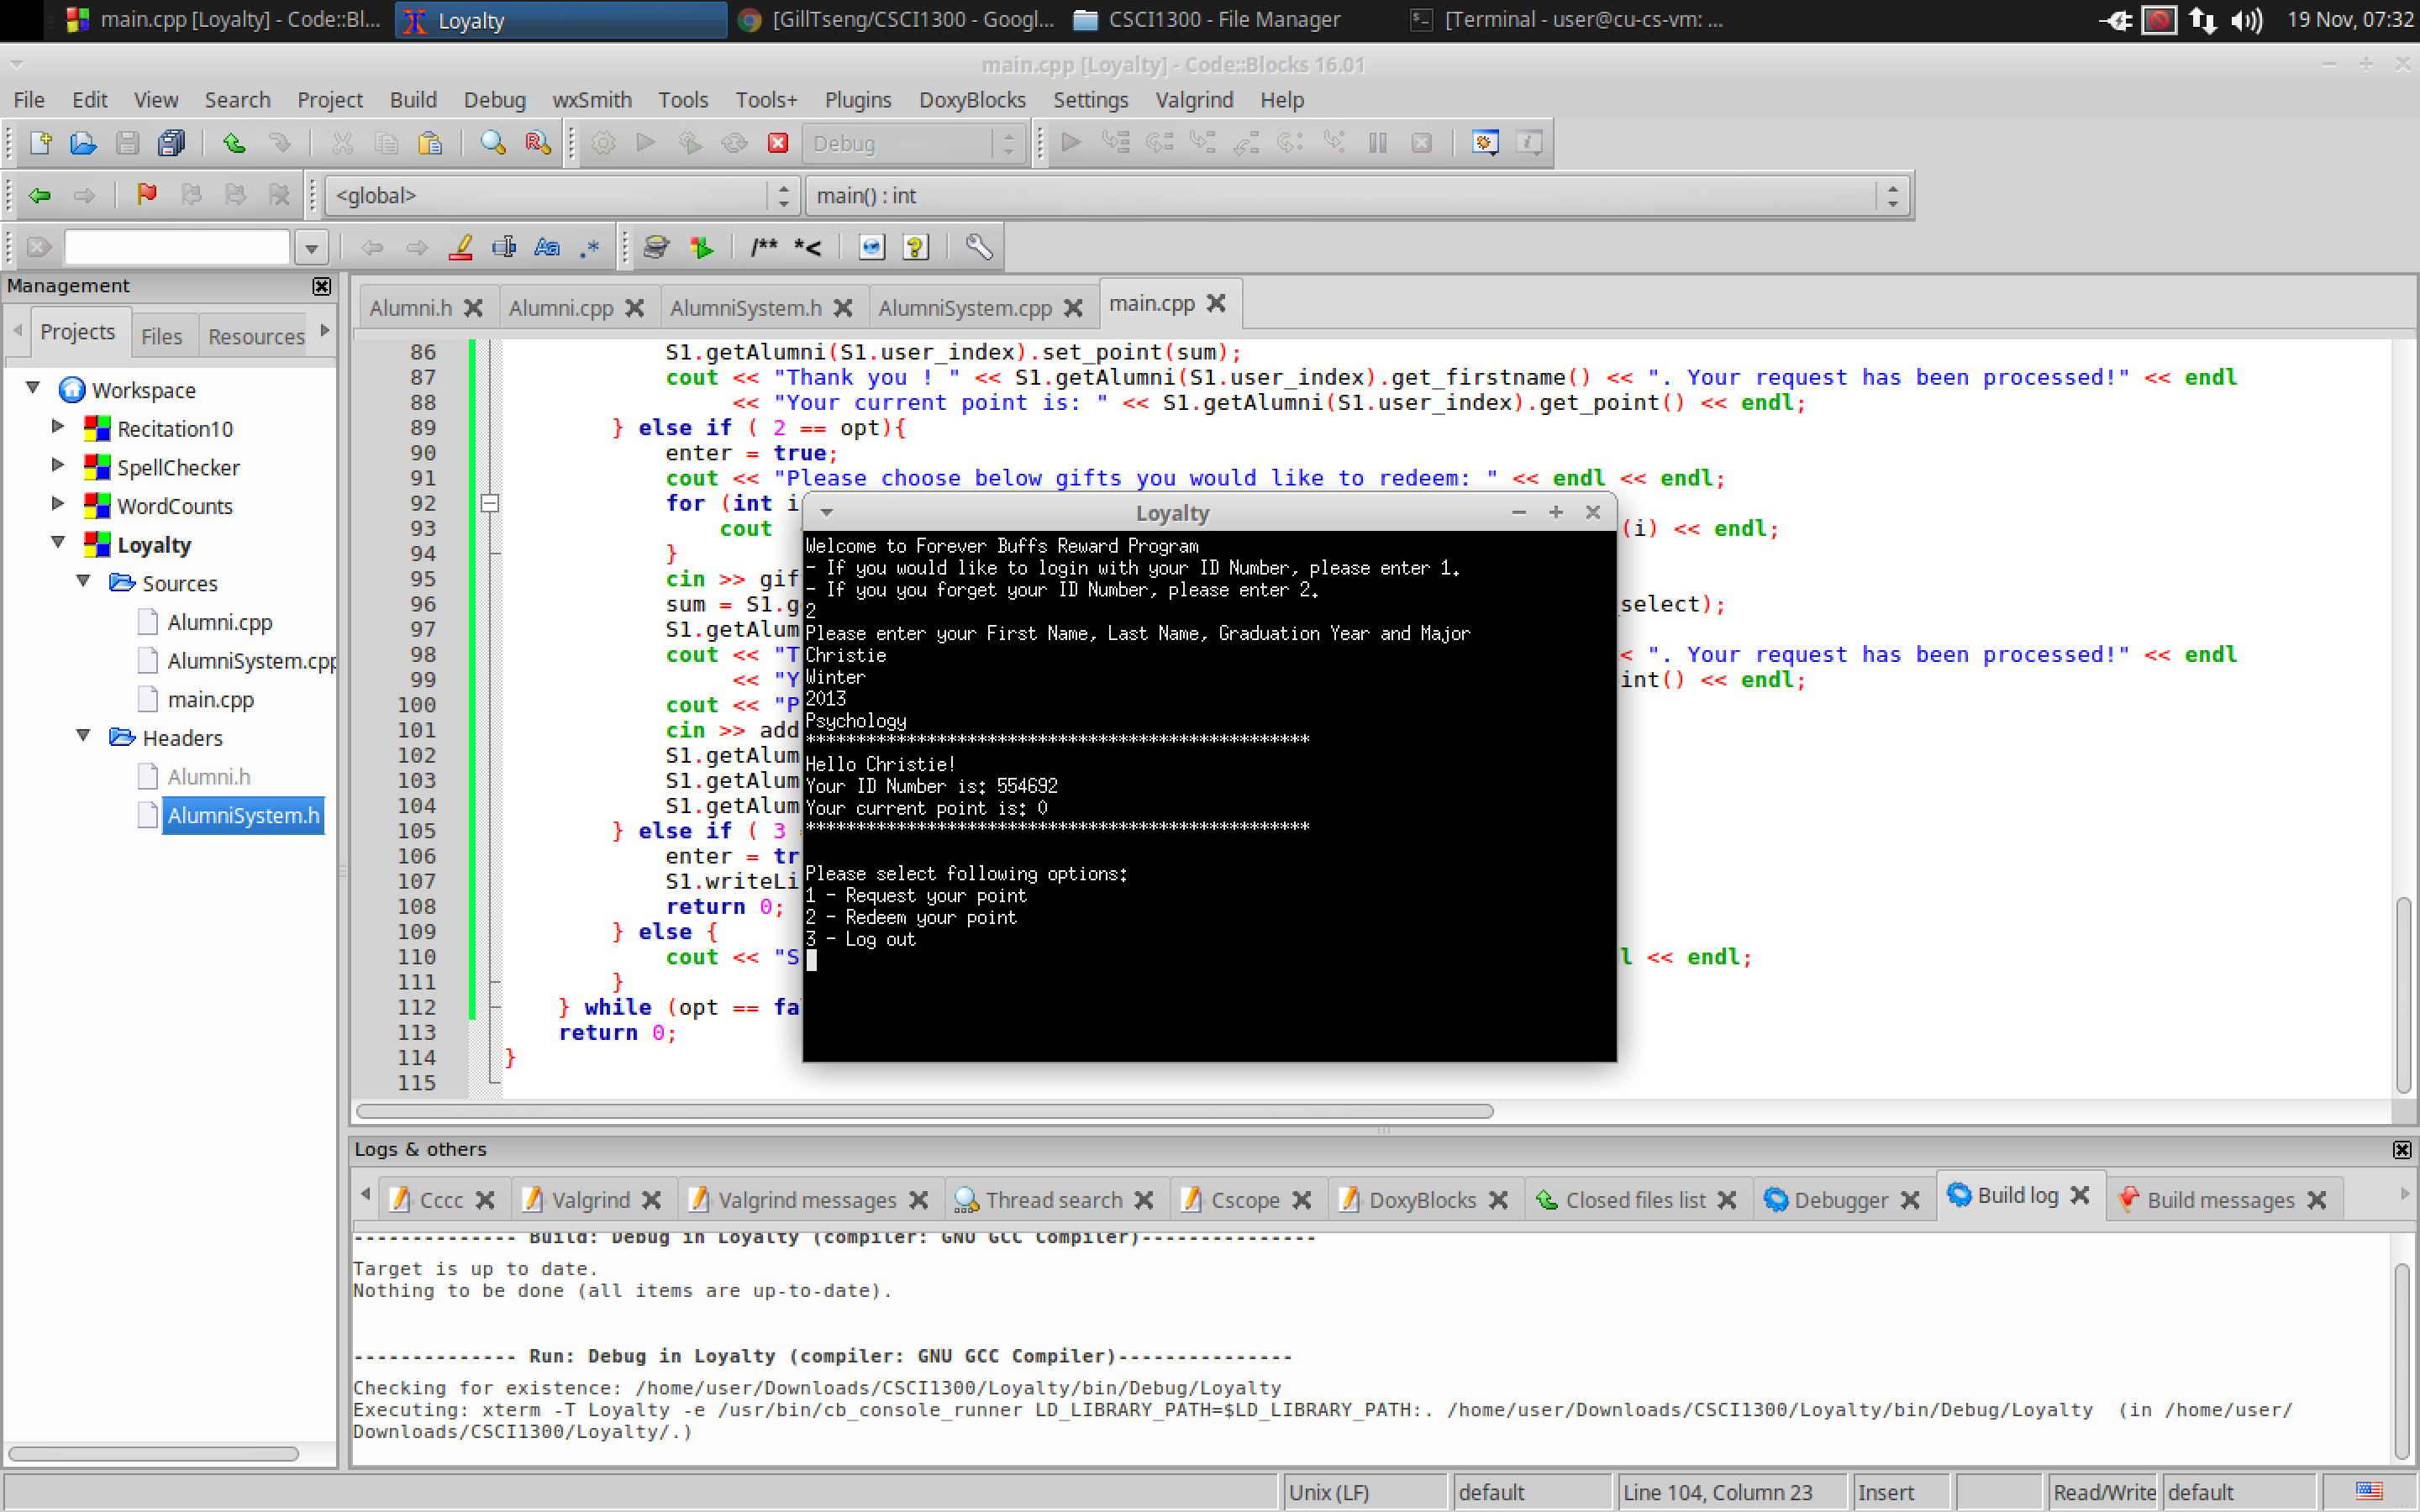 main.cpp [Loyalty] - Code::Bl...
Loyalty
[GillTseng/CSCI1300 - Googl...
CSCI1300 - File Manager
[Terminal - user@cu-cs-vm: ...
19 Nov, 07:32
main.cpp [Loyalty] - Code::Blocks 16.01
File Edit View Search Project Build Debug wxSmith Tools Tools+ Plugins DoxyBlocks Settings Valgrind Help
Debug
<global>
main() : int
/** *<
Management
Projects Files Resources
Workspace
Recitation10
SpellChecker
WordCounts
Loyalty
Sources
Alumni.cpp
AlumniSystem.cpp
main.cpp
Headers
Alumni.h
AlumniSystem.h
Alumni.h Alumni.cpp AlumniSystem.h AlumniSystem.cpp main.cpp
86 S1.getAlumni(S1.user_index).set_point(sum);
87 cout << "Thank you ! " << S1.getAlumni(S1.user_index).get_firstname() << ". Your request has been processed!" << endl
88 << "Your current point is: " << S1.getAlumni(S1.user_index).get_point() << endl;
89 } else if ( 2 == opt){
90 enter = true;
91 cout << "Please choose below gifts you would like to redeem: " << endl << endl;
92 for (int i
93 cout (i) << endl;
94 }
95 cin >> gif
96 sum = S1.g select);
97 S1.getAlum
98 cout << "T < ". Your request has been processed!" << endl
99 << "Y int() << endl;
100 cout << "P
101 cin >> add
102 S1.getAlum
103 S1.getAlum
104 S1.getAlum
105 } else if ( 3
106 enter = tr
107 S1.writeLi
108 return 0;
109 } else {
110 cout << "S l << endl;
111 }
112 } while (opt == fa
113 return 0;
114 }
115
Loyalty
Welcome to Forever Buffs Reward Program
- If you would like to login with your ID Number, please enter 1.
- If you you forget your ID Number, please enter 2.
2
Please enter your First Name, Last Name, Graduation Year and Major
Christie
Winter
2013
Psychology
**************************************************
Hello Christie!
Your ID Number is: 554692
Your current point is: 0
**************************************************
Please select following options:
1 - Request your point
2 - Redeem your point
3 - Log out
Logs & others
Cccc Valgrind Valgrind messages Thread search Cscope DoxyBlocks Closed files list Debugger Build log Build messages
-------------- Build: Debug in Loyalty (compiler: GNU GCC Compiler)---------------
Target is up to date.
Nothing to be done (all items are up-to-date).
-------------- Run: Debug in Loyalty (compiler: GNU GCC Compiler)---------------
Checking for existence: /home/user/Downloads/CSCI1300/Loyalty/bin/Debug/Loyalty
Executing: xterm -T Loyalty -e /usr/bin/cb_console_runner LD_LIBRARY_PATH=$LD_LIBRARY_PATH:. /home/user/Downloads/CSCI1300/Loyalty/bin/Debug/Loyalty (in /home/user/
Downloads/CSCI1300/Loyalty/.)
Unix (LF) default Line 104, Column 23 Insert Read/Write default